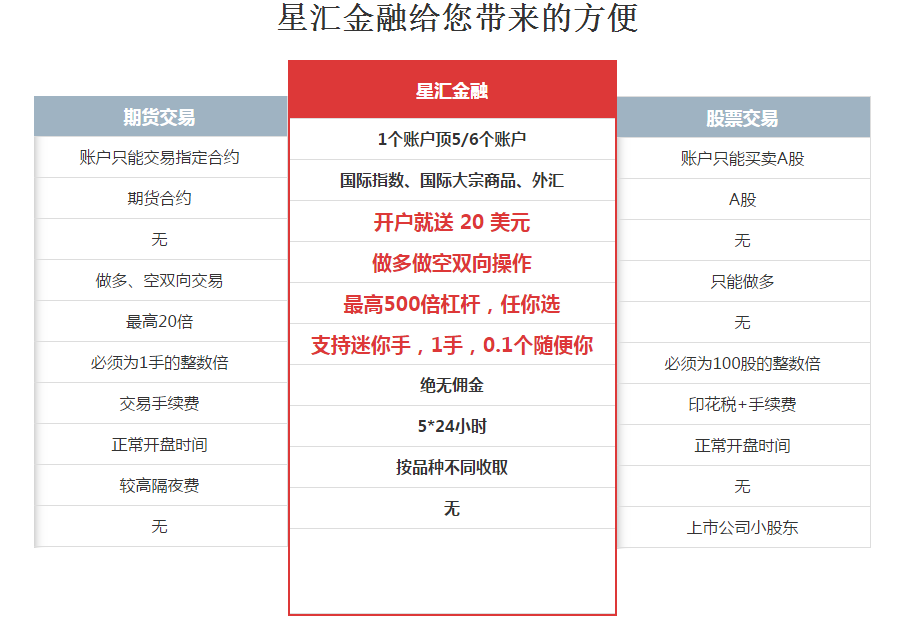 星汇金融给您带来的方便
期货交易
账户只能交易指定合约
期货合约
无
做多、空双向交易
最高20倍
必须为1手的整数倍
交易手续费
正常开盘时间
较高隔夜费
无
星汇金融
1个账户顶5/6个账户
国际指数、国际大宗商品、外汇
开户就送 20 美元
做多做空双向操作
最高500倍杠杆，任你选
支持迷你手，1手，0.1个随便你
绝无佣金
5*24小时
按品种不同收取
无
股票交易
账户只能买卖A股
A股
无
只能做多
无
必须为100股的整数倍
印花税+手续费
正常开盘时间
无
上市公司小股东